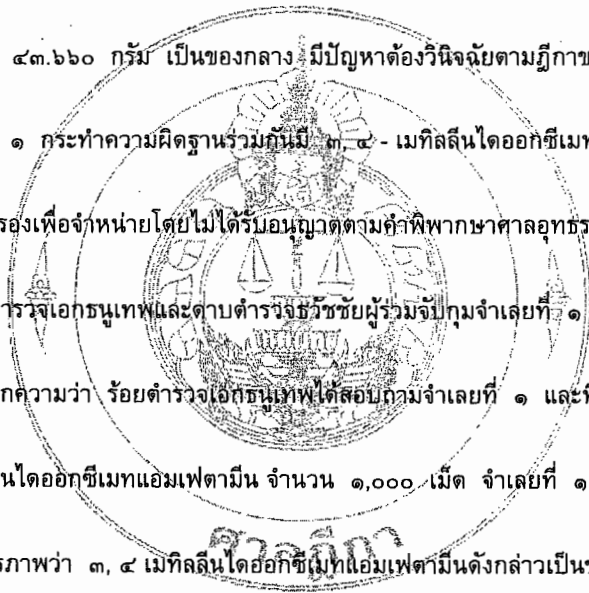 ๔๓.๖๖๐ กรัม เป็นของกลาง มีปัญหาต้องวินิจฉัยตามฎีกาข
๑ กระทำความผิดฐานร่วมกันมี ๓, ๔ - เมทิลลีนไดออกซีเมท
รองเพื่อจำหน่ายโดยไม่ได้รับอนุญาตตามคำพิพากษาศาลอุทธร
ารวจเอกธนูเทพและดาบตำรวจธวัชชัยผู้ร่วมจับกุมจำเลยที่ ๑
กความว่า ร้อยตำรวจเอกธนูเทพได้สอบถามจำเลยที่ ๑ และพ
นไดออกซีเมทแอมเฟตามีน จำนวน ๑,๐๐๐ เม็ด จำเลยที่ ๑
รภาพว่า ๓, ๔ เมทิลลีนไดออกซีเมทแอมเฟตามีนดังกล่าวเป็นข
ศาลฎีกา